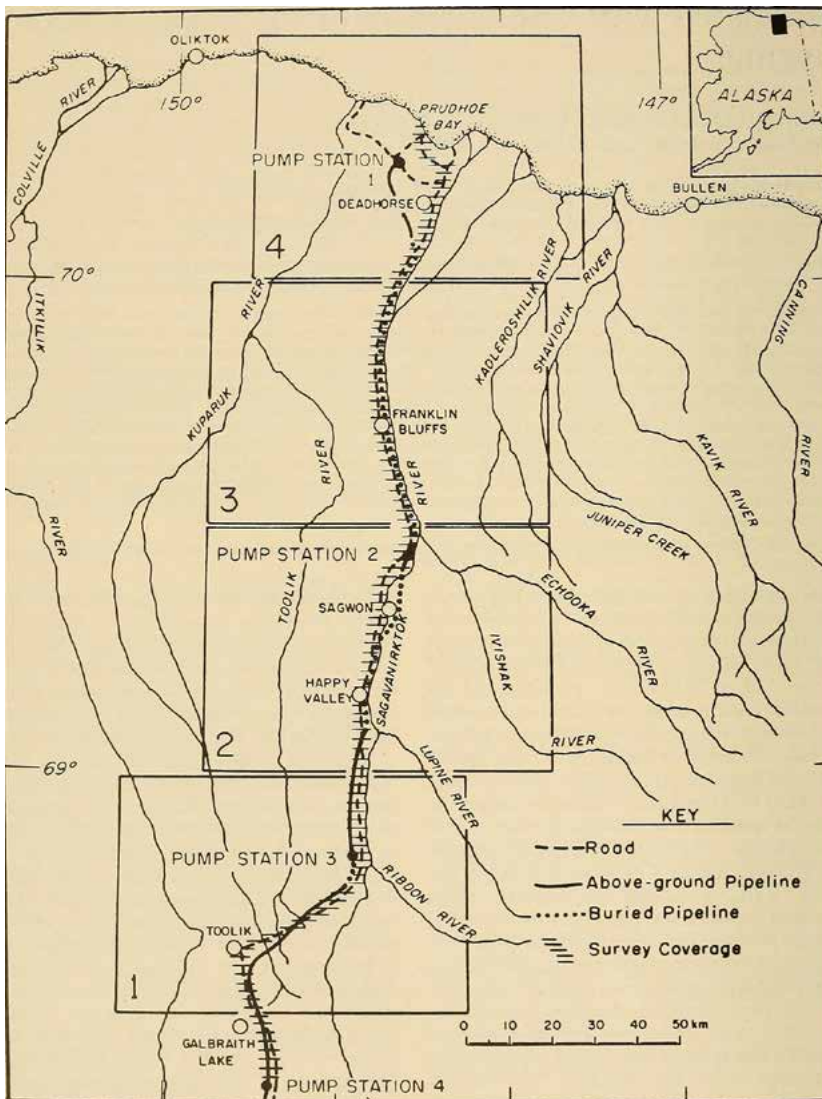 OLIKTOK
150°
147°
ALASKA
COLVILLE
RIVER
PRUDHOE
BAY
PUMP STATION
1
DEADHORSE
BULLEN
4
70°
ITKILLIK
RIVER
KAOLEROSHILIK RIVER
SHAVIOVIK
RIVER
CANNING
RIVER
KUPARUK
RIVER
FRANKLIN
BLUFFS
RIVER
3
KAVIK
RIVER
JUNIPER CREEK
RIVER
PUMP STATION 2
TOOLIK
SAGWON
SAGAVANIRKTOK
ECHOOKA
RIVER
IVISHAK
RIVER
HAPPY
VALLEY
2
69°
LUPINE RIVER
KEY
Road
PUMP STATION 3
Above-ground Pipeline
RIBDON
RIVER
Buried Pipeline
TOOLIK
Survey Coverage
1
0 10 20 30 40 50km
GALBRAITH
LAKE
PUMP STATION 4